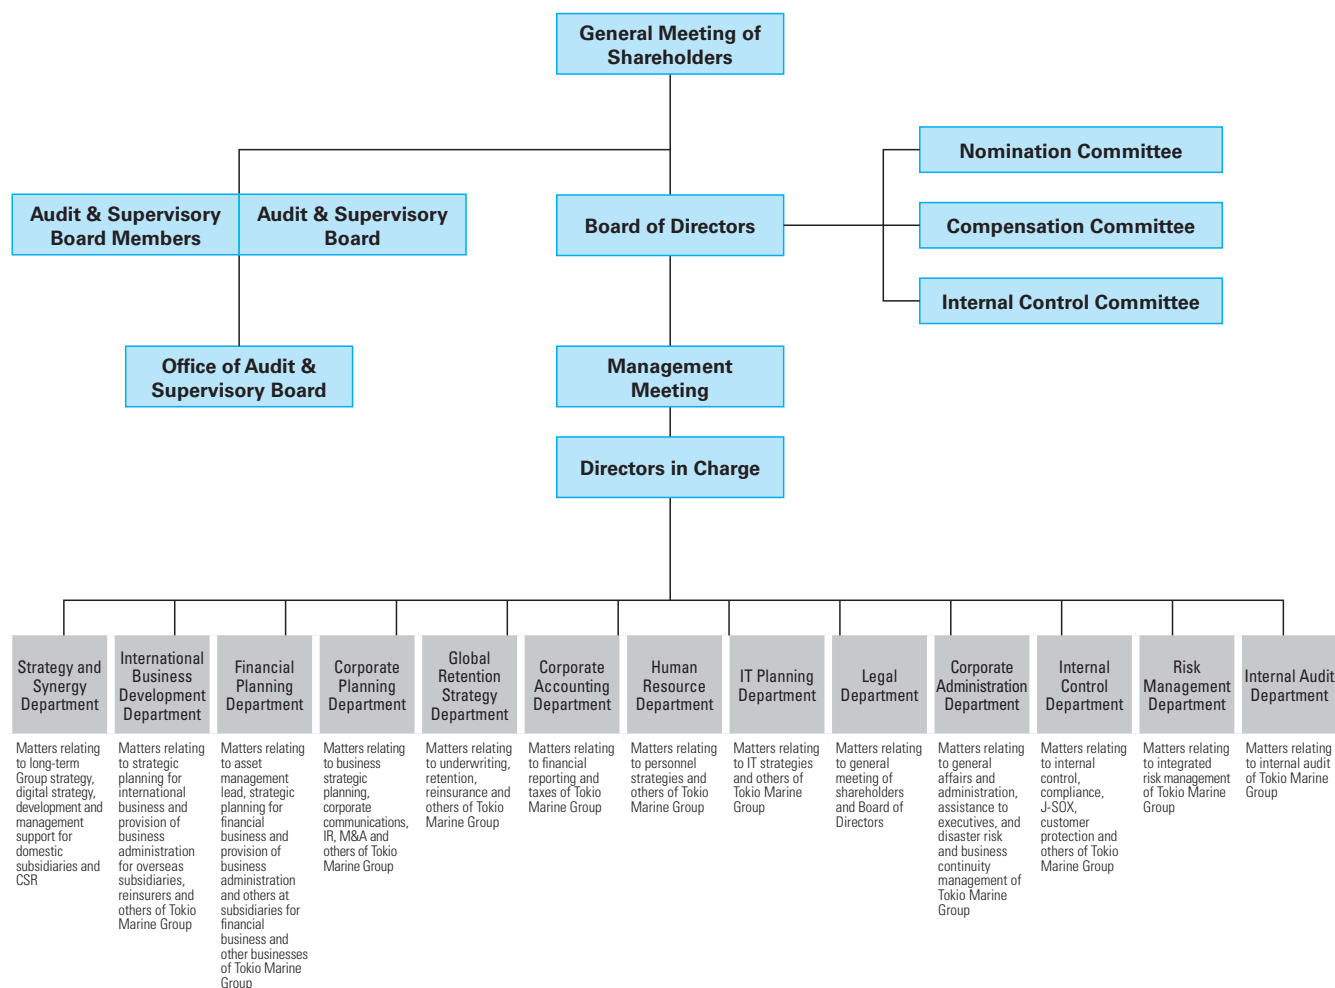 General Meeting of
Shareholders
Nomination Committee
Audit & Supervisory
Board Members
Audit & Supervisory
Board
Board of Directors
Compensation Committee
Internal Control Committee
Office of Audit &
Supervisory Board
Management
Meeting
Directors in Charge
Strategy and
Synergy
Department
International
Business
Development
Department
Financial
Planning
Department
Corporate
Planning
Department
Global
Retention
Strategy
Department
Corporate
Accounting
Department
Human
Resource
Department
IT Planning
Department
Legal
Department
Corporate
Administration
Department
Internal
Control
Department
Risk
Management
Department
Internal Audit
Department
Matters relating
to long-term
Group strategy,
digital strategy,
development and
management
support for
domestic
subsidiaries and
CSR
Matters relating
to strategic
planning for
international
business and
provision of
business
administration
for overseas
subsidiaries,
reinsurers and
others of Tokio
Marine Group
Matters relating
to asset
management
lead, strategic
planning for
financial
business and
provision of
business
administration
and others at
subsidiaries for
financial
business and
other businesses
of Tokio Marine
Group
Matters relating
to business
strategic
planning,
corporate
communications,
IR, M&A and
others of Tokio
Marine Group
Matters relating
to underwriting,
retention,
reinsurance and
others of Tokio
Marine Group
Matters relating
to financial
reporting and
taxes of Tokio
Marine Group
Matters relating
to personnel
strategies and
others of Tokio
Marine Group
Matters relating
to IT strategies
and others of
Tokio Marine
Group
Matters relating
to general
meeting of
shareholders
and Board of
Directors
Matters relating
to general
affairs and
administration,
assistance to
executives, and
disaster risk
and business
continuity
management of
Tokio Marine
Group
Matters relating
to internal
control,
compliance,
J-SOX,
customer
protection and
others of Tokio
Marine Group
Matters relating
to integrated
risk management
of Tokio Marine
Group
Matters relating
to internal audit
of Tokio Marine
Group